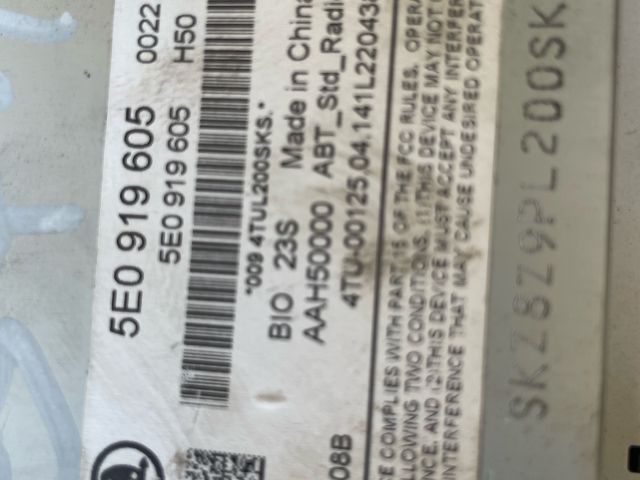 5E0 919 605 0022
5E0 919 605 H50
*009 4TUL200SKS.*
BIO 23S Made in China
AAH50000 ABT_Std_Radi
4TU-00125.04.141L220438
08B
E COMPLIES WITH PART 15 OF THE FCC RULES. OPERA
LLOWING TWO CONDITIONS. (1)THIS DEVICE MAY NOT
NCE, AND (2)THIS DEVICE MUST ACCEPT ANY INTERFER
INTERFERENCE THAT MAY CAUSE UNDESIRED OPERAT
SKZ8Z9PL200SK